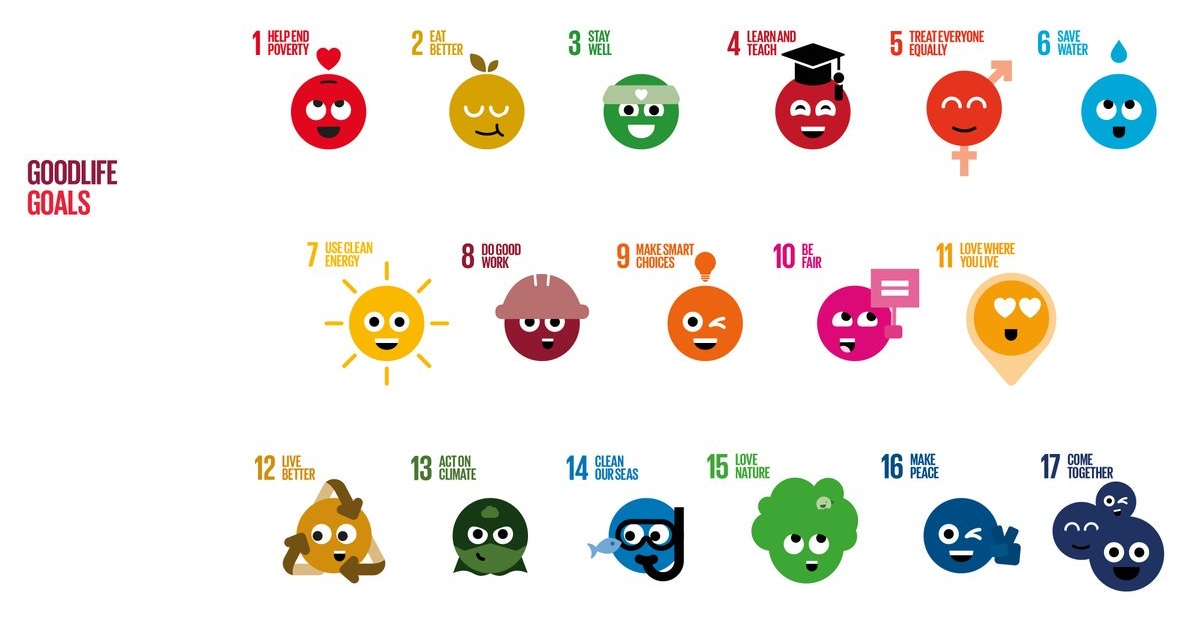 GOODLIFE
GOALS
1 HELP END
POVERTY
2 EAT
BETTER
3 STAY
WELL
4 LEARN AND
TEACH
5 TREAT EVERYONE
EQUALLY
6 SAVE
WATER
7 USE CLEAN
ENERGY
8 DO GOOD
WORK
9 MAKE SMART
CHOICES
10 BE
FAIR
11 LOVE WHERE
YOU LIVE
12 LIVE
BETTER
13 ACT ON
CLIMATE
14 CLEAN
OUR SEAS
15 LOVE
NATURE
16 MAKE
PEACE
17 COME
TOGETHER